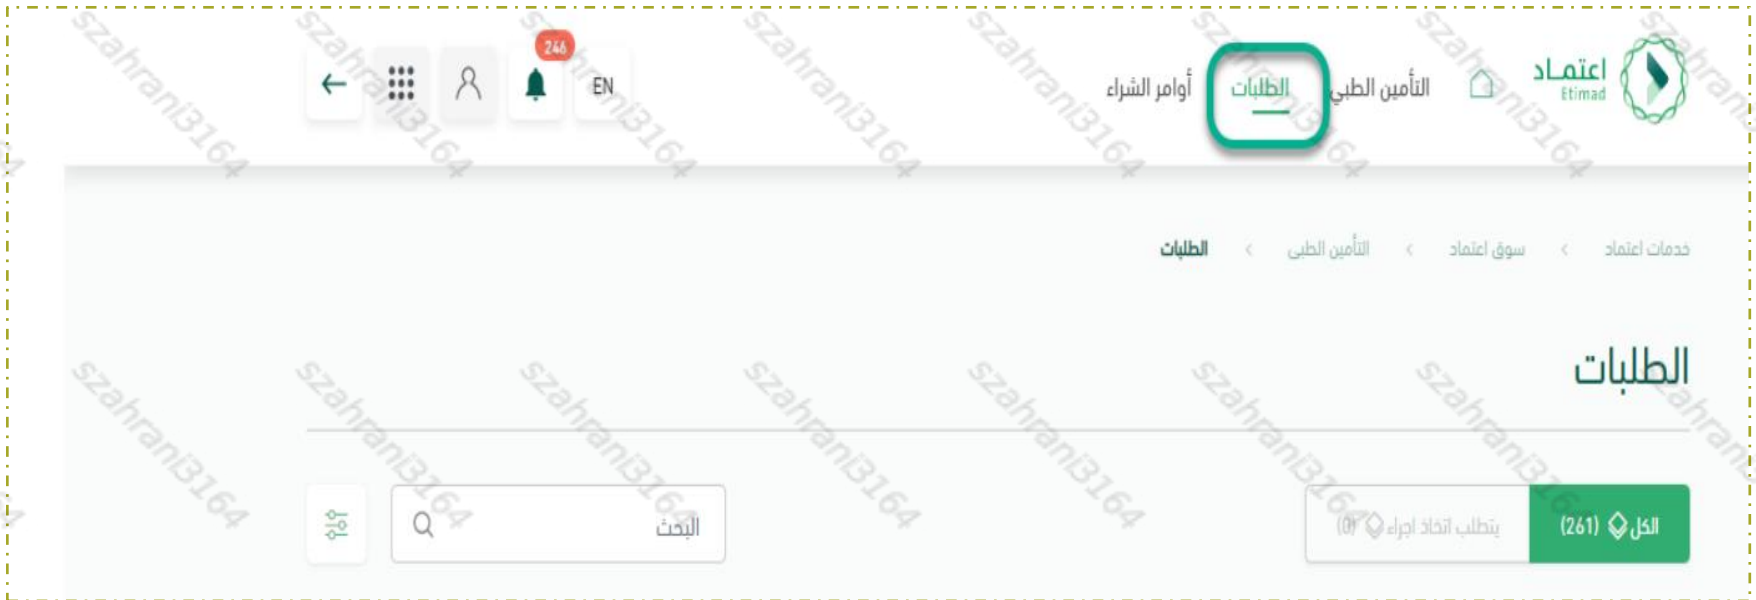 اعتماد
Etimad
التأمين الطبي
الطلبات
أوامر الشراء
EN
246
خدمات اعتماد > سوق اعتماد > التأمين الطبي > الطلبات
الطلبات
الكل (261)
يتطلب اتخاذ اجراء (0)
البحث
szahrani3164